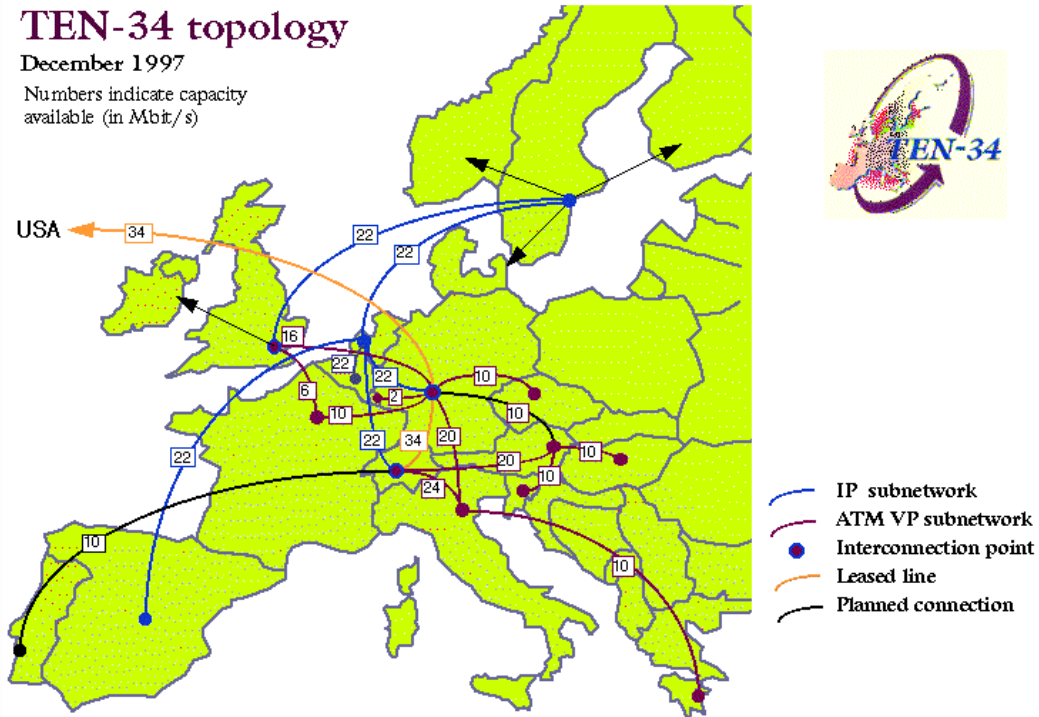 TEN-34 topology
December 1997
Numbers indicate capacity
available (in Mbit/s)
TEN-34
USA
34
22
22
16
22
22
10
6
2
10
10
22
34
20
10
22
20
10
24
10
10
IP subnetwork
ATM VP subnetwork
Interconnection point
Leased line
Planned connection